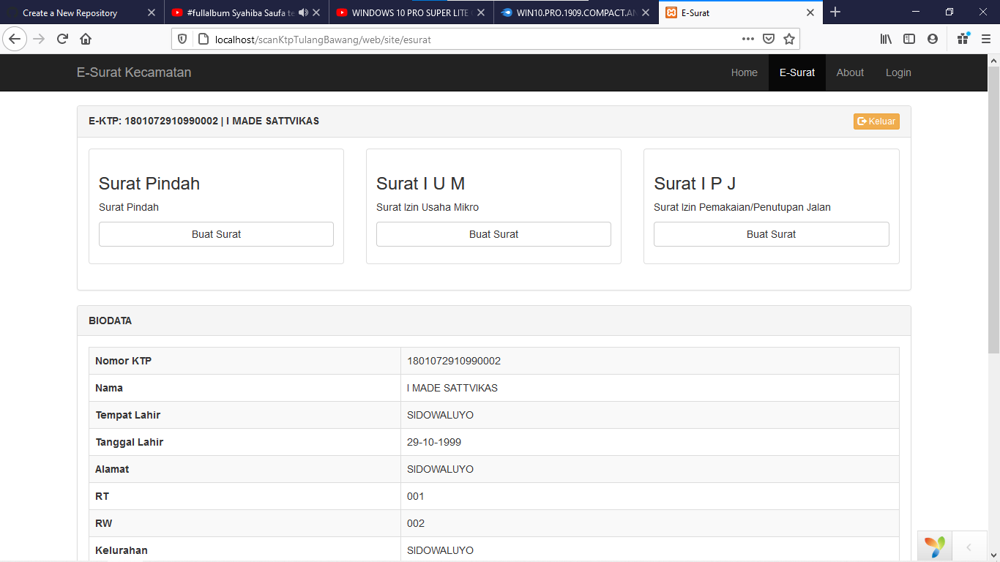 Create a New Repository
#fullalbum Syahiba Saufa te
WINDOWS 10 PRO SUPER LITE
WIN10.PRO.1909.COMPACT.AN
E-Surat
localhost/scanKtpTulangBawang/web/site/esurat
E-Surat Kecamatan
Home
E-Surat
About
Login
E-KTP: 1801072910990002 | I MADE SATTVIKAS
Keluar
Surat Pindah
Surat Pindah
Buat Surat
Surat I U M
Surat Izin Usaha Mikro
Buat Surat
Surat I P J
Surat Izin Pemakaian/Penutupan Jalan
Buat Surat
BIODATA
Nomor KTP 1801072910990002
Nama I MADE SATTVIKAS
Tempat Lahir SIDOWALUYO
Tanggal Lahir 29-10-1999
Alamat SIDOWALUYO
RT 001
RW 002
Kelurahan SIDOWALUYO